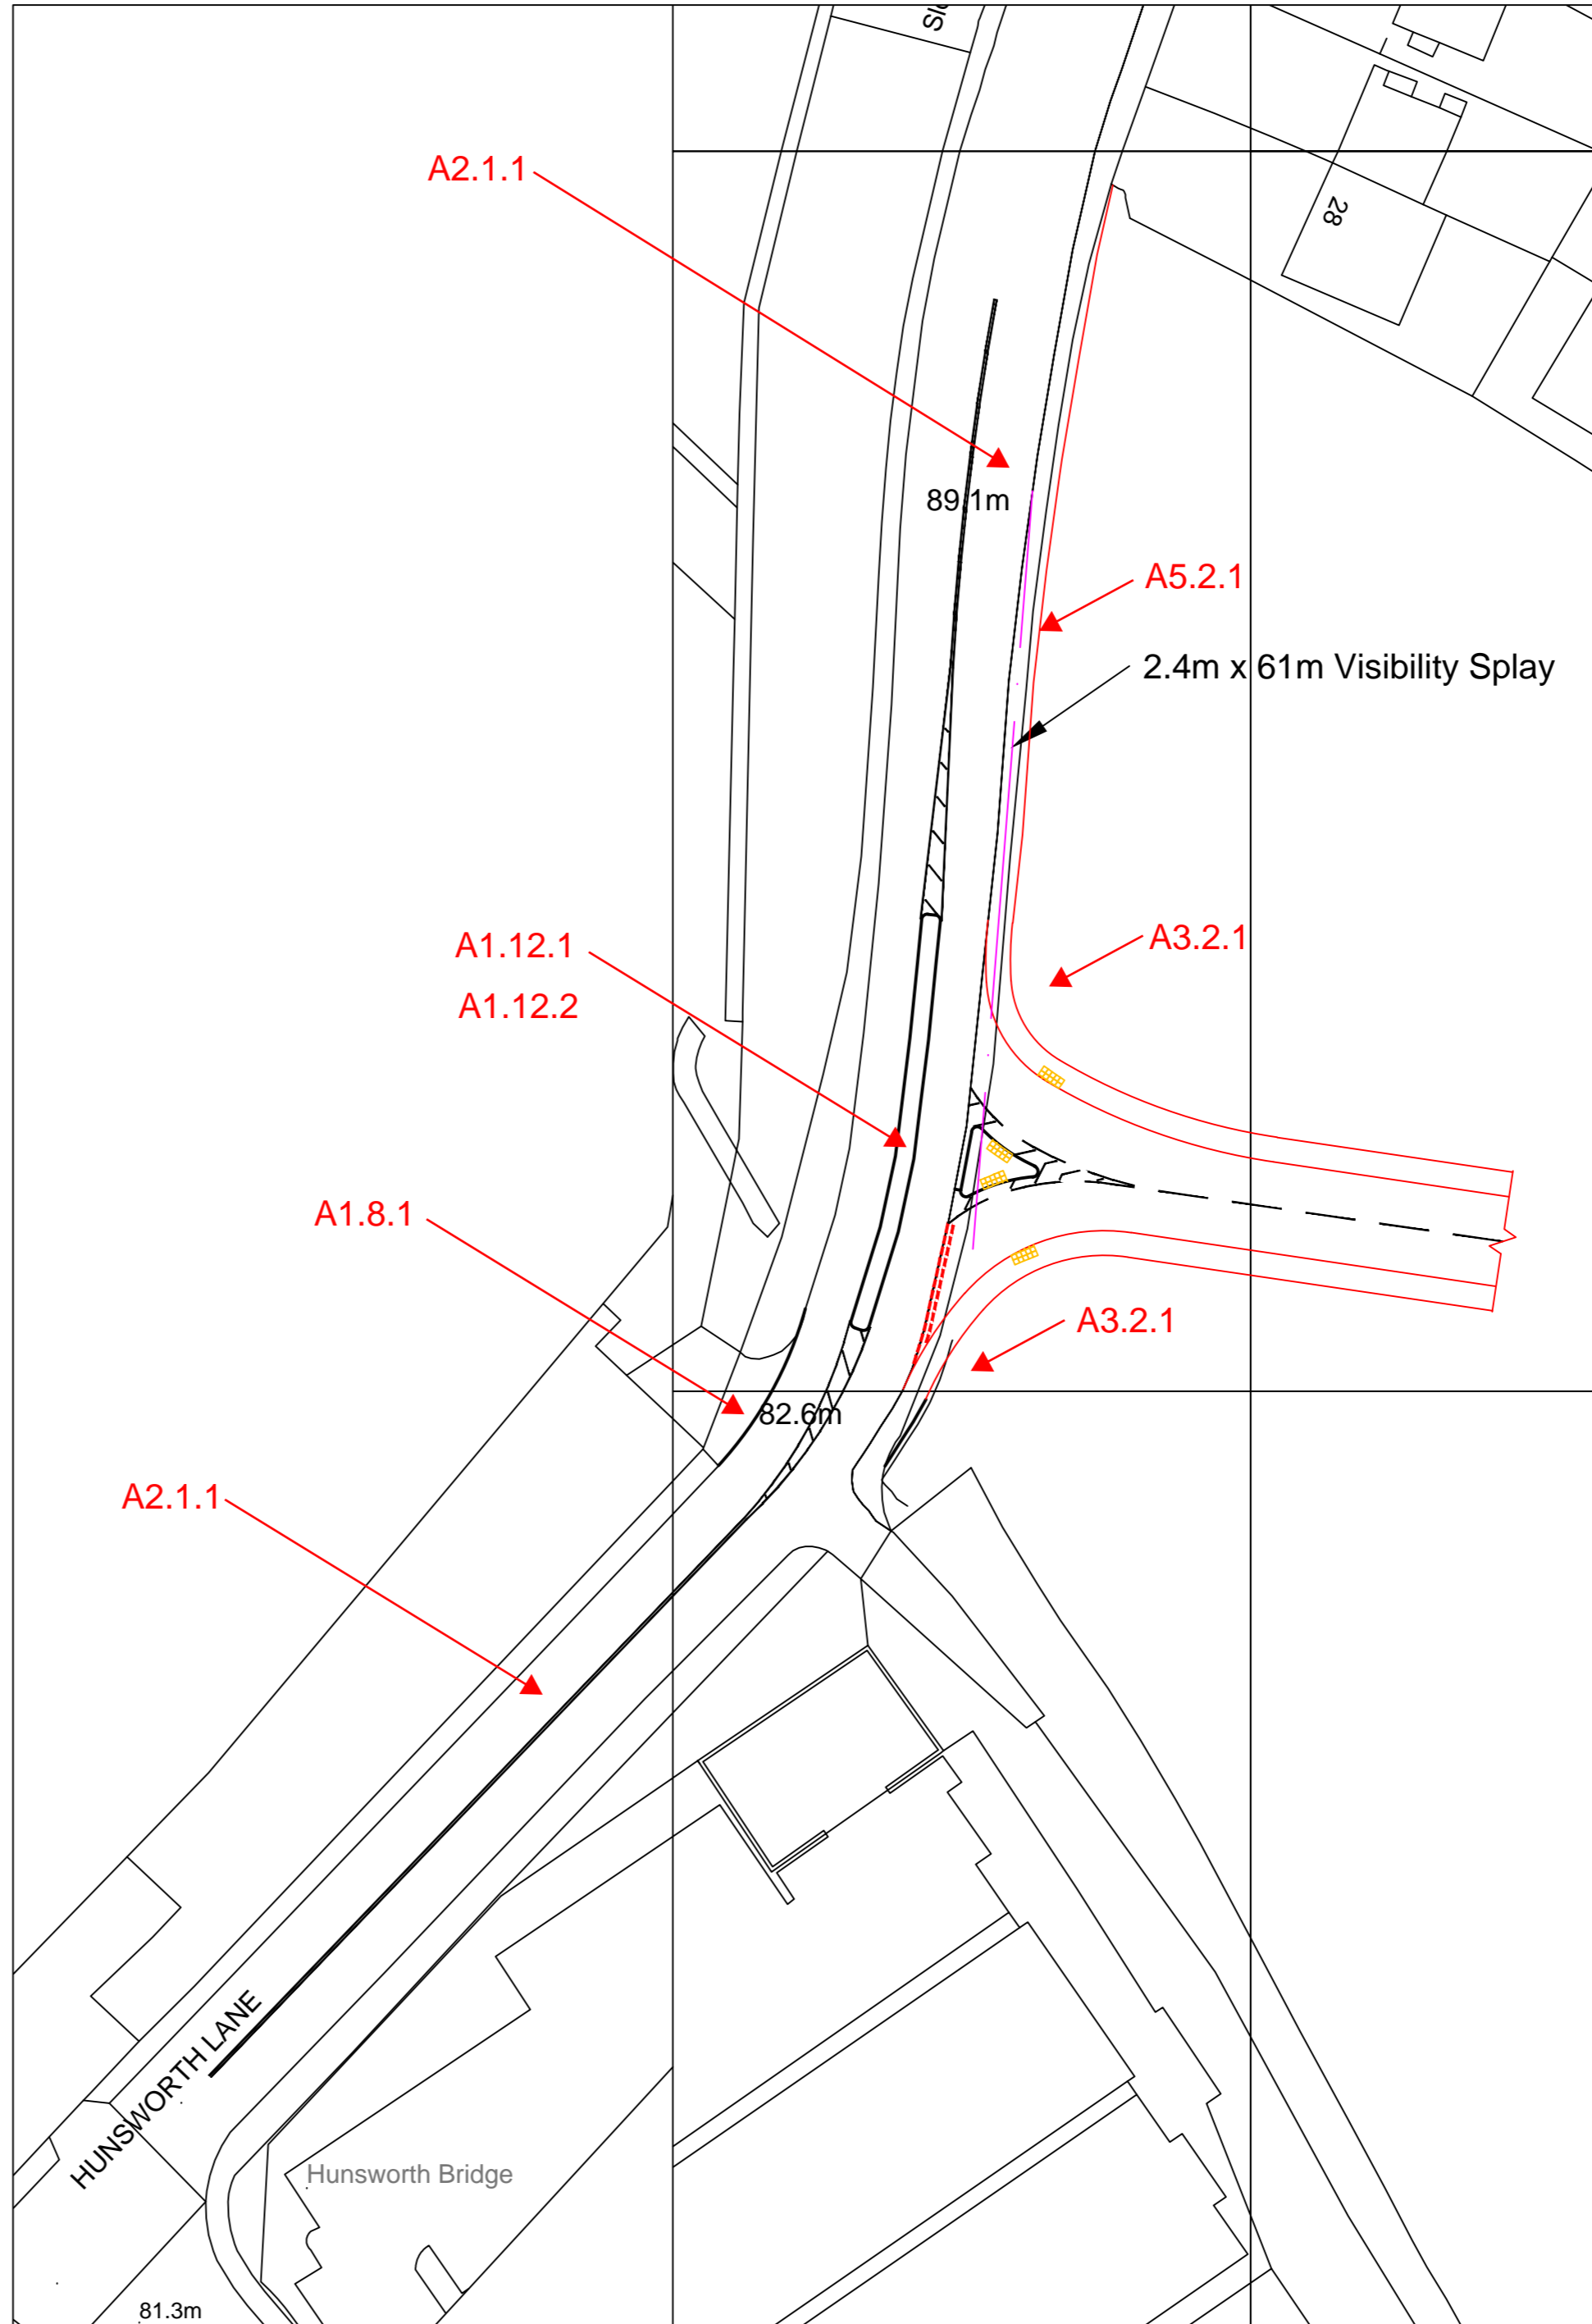 A2.1.1
28
89.1m
A5.2.1
2.4m x 61m Visibility Splay
A1.12.1
A3.2.1
A1.12.2
A1.8.1
A3.2.1
82.6m
A2.1.1
HUNSWORTH LANE
Hunsworth Bridge
81.3m